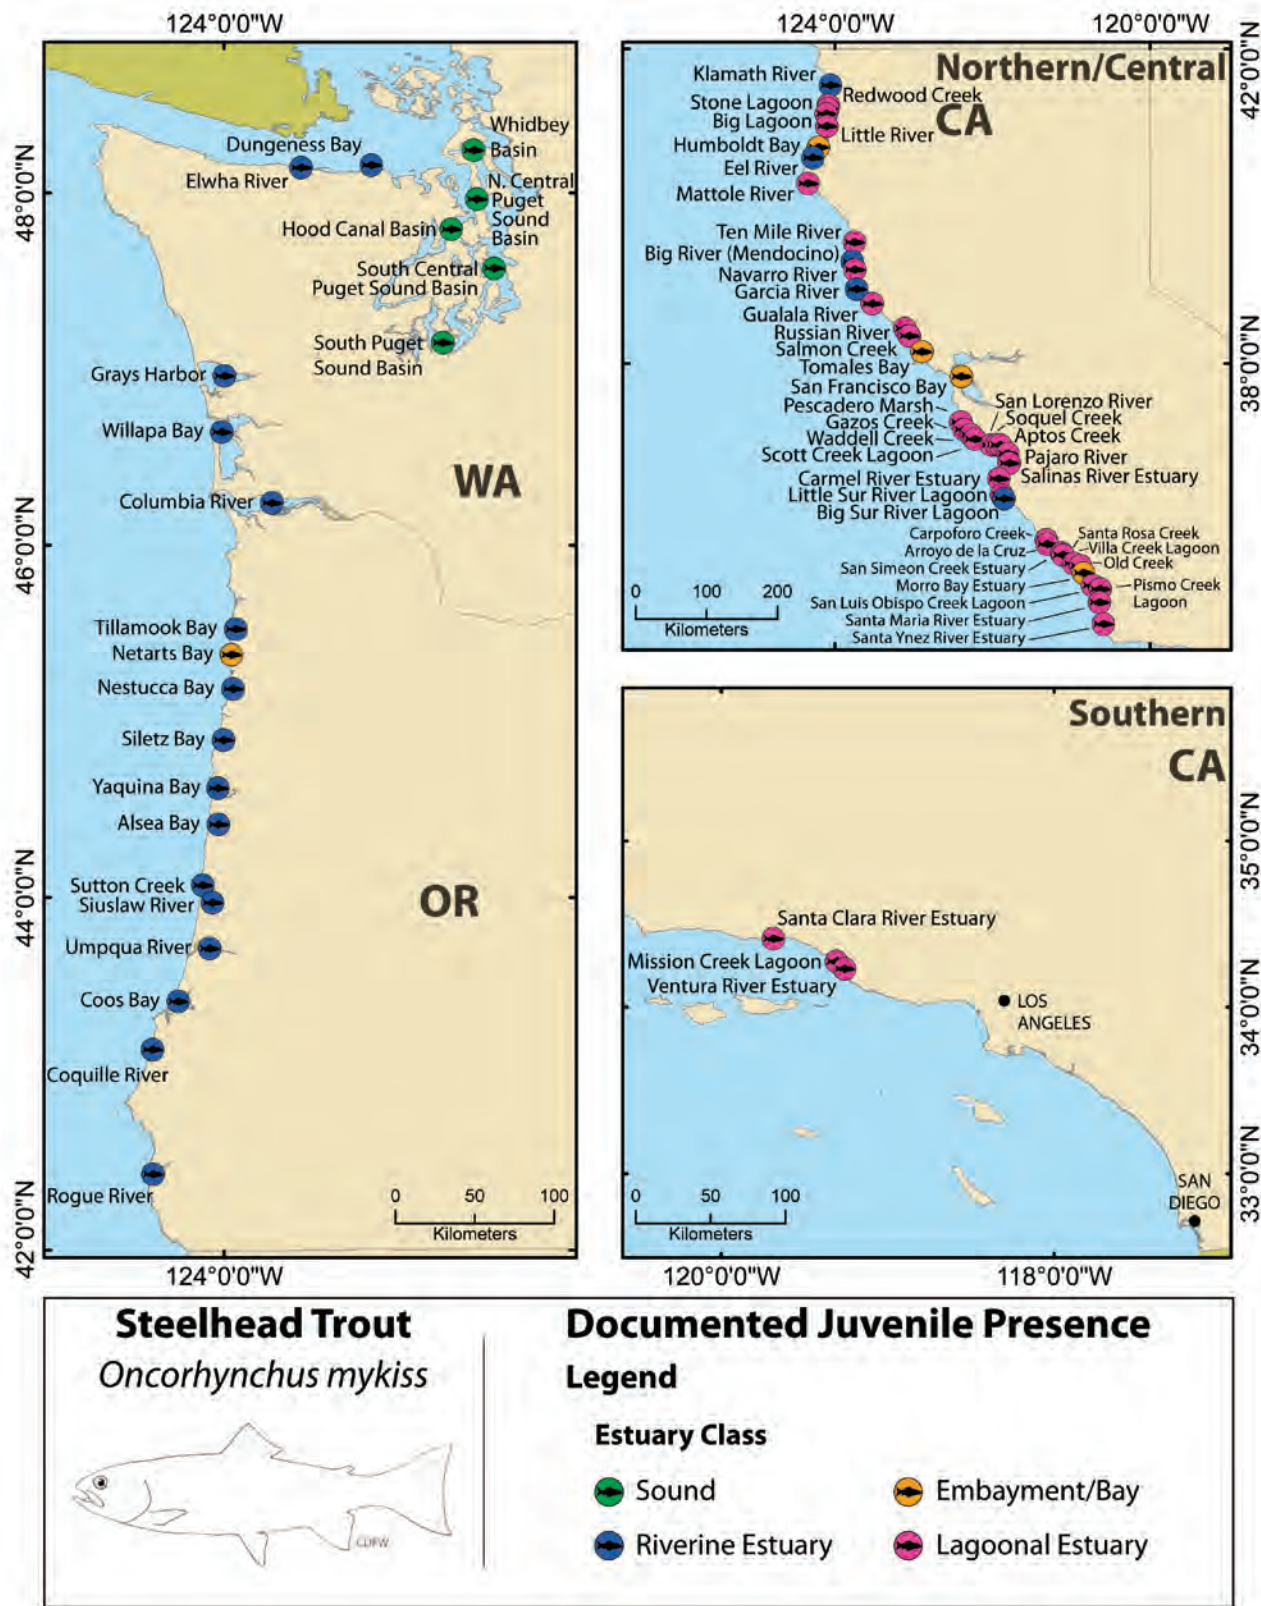 124°0'0"W
48°0'0"N
46°0'0"N
44°0'0"N
42°0'0"N
Whidbey
Basin
Dungeness Bay
Elwha River
N. Central
Puget
Sound
Basin
Hood Canal Basin
South Central
Puget Sound Basin
South Puget
Sound Basin
Grays Harbor
Willapa Bay
WA
Columbia River
Tillamook Bay
Netarts Bay
Nestucca Bay
Siletz Bay
Yaquina Bay
Alsea Bay
Sutton Creek
Siuslaw River
OR
Umpqua River
Coos Bay
Coquille River
Rogue River
0 50 100
Kilometers
124°0'0"W
124°0'0"W 120°0'0"W
42°0'0"N
38°0'0"N
Northern/Central
CA
Klamath River
Redwood Creek
Stone Lagoon
Big Lagoon
Little River
Humboldt Bay
Eel River
Mattole River
Ten Mile River
Big River (Mendocino)
Navarro River
Garcia River
Gualala River
Russian River
Salmon Creek
Tomales Bay
San Francisco Bay
San Lorenzo River
Pescadero Marsh
Soquel Creek
Gazos Creek
Aptos Creek
Waddell Creek
Scott Creek Lagoon
Pajaro River
Carmel River Estuary
Salinas River Estuary
Little Sur River Lagoon
Big Sur River Lagoon
Carpoforo Creek
Santa Rosa Creek
Arroyo de la Cruz
Villa Creek Lagoon
San Simeon Creek Estuary
Old Creek
Morro Bay Estuary
Pismo Creek
Lagoon
San Luis Obispo Creek Lagoon
Santa Maria River Estuary
Santa Ynez River Estuary
0 100 200
Kilometers
Southern
CA
35°0'0"N
34°0'0"N
33°0'0"N
Santa Clara River Estuary
Mission Creek Lagoon
Ventura River Estuary
LOS
ANGELES
SAN
DIEGO
0 50 100
Kilometers
120°0'0"W 118°0'0"W
Steelhead Trout
Oncorhynchus mykiss
CDFW
Documented Juvenile Presence
Legend
Estuary Class
Sound
Embayment/Bay
Riverine Estuary
Lagoonal Estuary